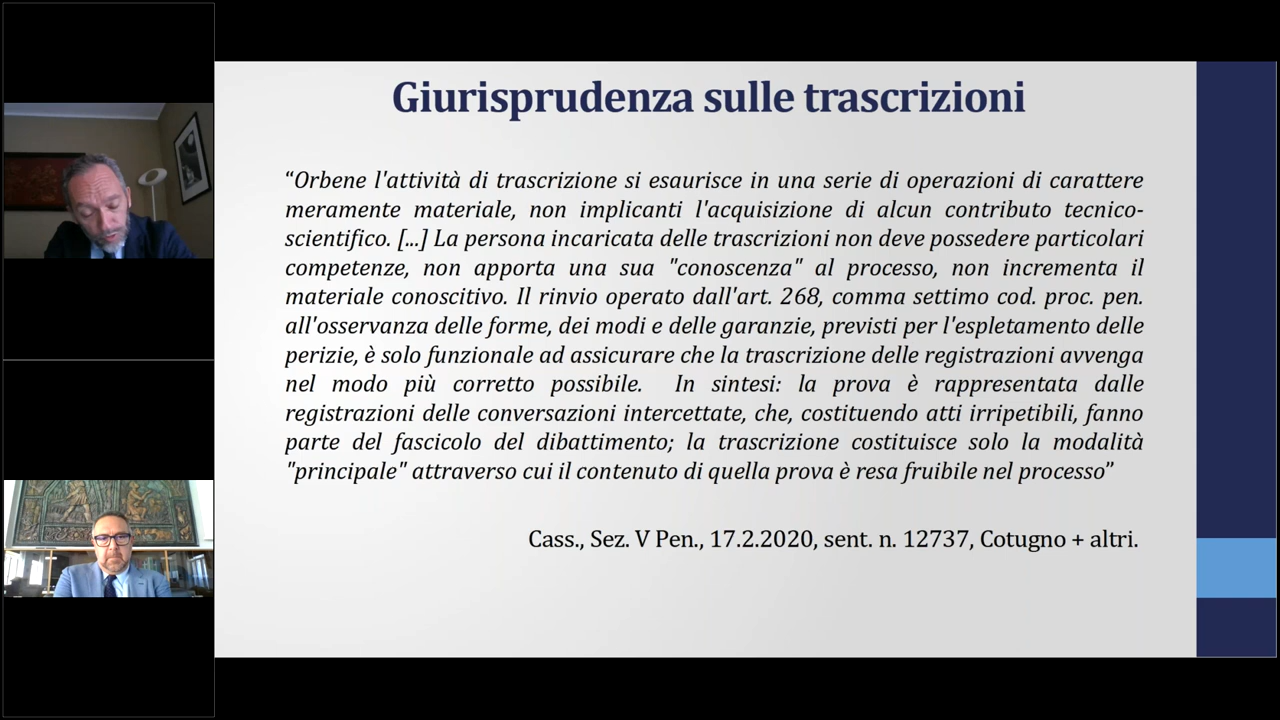 Giurisprudenza sulle trascrizioni
“Orbene l'attività di trascrizione si esaurisce in una serie di operazioni di carattere
meramente materiale, non implicanti l'acquisizione di alcun contributo tecnico-
scientifico. [...] La persona incaricata delle trascrizioni non deve possedere particolari
competenze, non apporta una sua "conoscenza" al processo, non incrementa il
materiale conoscitivo. Il rinvio operato dall'art. 268, comma settimo cod. proc. pen.
all'osservanza delle forme, dei modi e delle garanzie, previsti per l'espletamento delle
perizie, è solo funzionale ad assicurare che la trascrizione delle registrazioni avvenga
nel modo più corretto possibile. In sintesi: la prova è rappresentata dalle
registrazioni delle conversazioni intercettate, che, costituendo atti irripetibili, fanno
parte del fascicolo del dibattimento; la trascrizione costituisce solo la modalità
"principale" attraverso cui il contenuto di quella prova è resa fruibile nel processo”
Cass., Sez. V Pen., 17.2.2020, sent. n. 12737, Cotugno + altri.